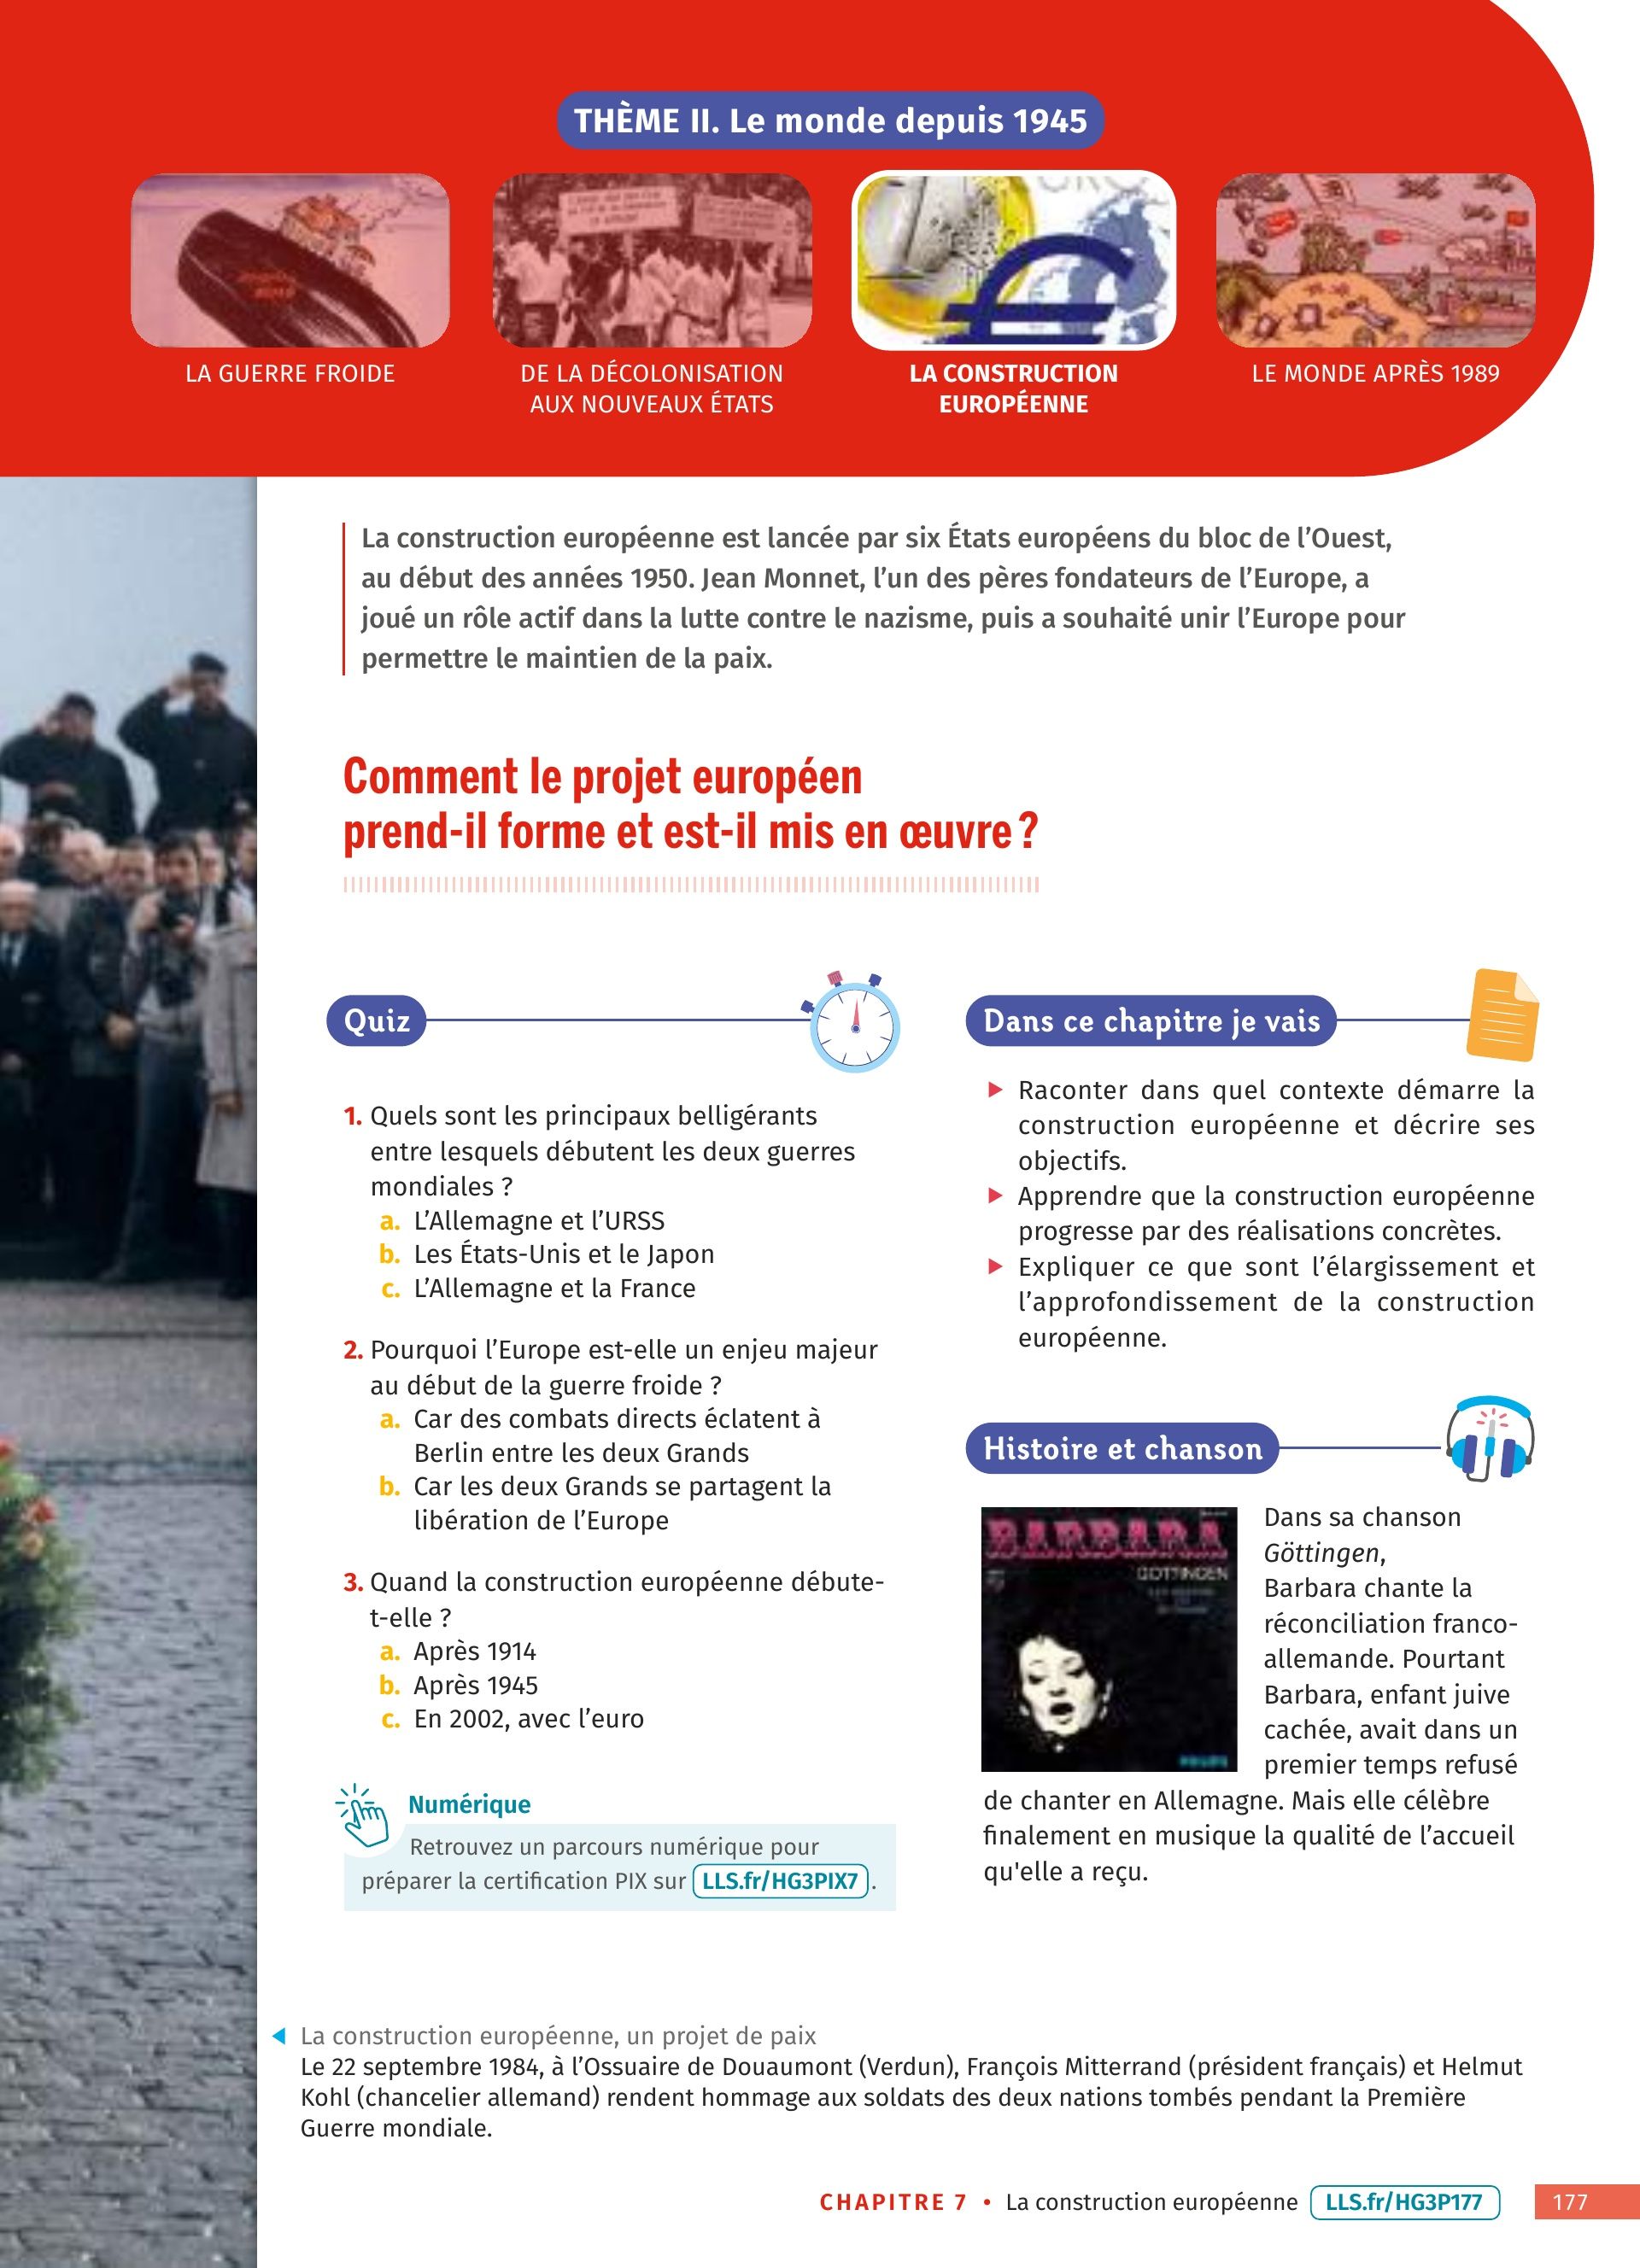 THÈME II. Le monde depuis 1945
LA GUERRE FROIDE
DE LA DÉCOLONISATION
AUX NOUVEAUX ÉTATS
LA CONSTRUCTION
EUROPÉENNE
LE MONDE APRÈS 1989
La construction européenne est lancée par six États européens du bloc de l’Ouest,
au début des années 1950. Jean Monnet, l’un des pères fondateurs de l’Europe, a
joué un rôle actif dans la lutte contre le nazisme, puis a souhaité unir l’Europe pour
permettre le maintien de la paix.
Comment le projet européen
prend-il forme et est-il mis en œuvre ?
Quiz
1. Quels sont les principaux belligérants
entre lesquels débutent les deux guerres
mondiales ?
a. L’Allemagne et l’URSS
b. Les États-Unis et le Japon
c. L’Allemagne et la France
2. Pourquoi l’Europe est-elle un enjeu majeur
au début de la guerre froide ?
a. Car des combats directs éclatent à
Berlin entre les deux Grands
b. Car les deux Grands se partagent la
libération de l’Europe
3. Quand la construction européenne débute-
t-elle ?
a. Après 1914
b. Après 1945
c. En 2002, avec l’euro
Numérique
Retrouvez un parcours numérique pour
préparer la certification PIX sur LLS.fr/HG3PIX7 .
Dans ce chapitre je vais
Raconter dans quel contexte démarre la
construction européenne et décrire ses
objectifs.
Apprendre que la construction européenne
progresse par des réalisations concrètes.
Expliquer ce que sont l’élargissement et
l’approfondissement de la construction
européenne.
Histoire et chanson
BARBARA
GÖTTINGEN
PHILIPS
Dans sa chanson
Göttingen,
Barbara chante la
réconciliation franco-
allemande. Pourtant
Barbara, enfant juive
cachée, avait dans un
premier temps refusé
de chanter en Allemagne. Mais elle célèbre
finalement en musique la qualité de l’accueil
qu'elle a reçu.
La construction européenne, un projet de paix
Le 22 septembre 1984, à l’Ossuaire de Douaumont (Verdun), François Mitterrand (président français) et Helmut
Kohl (chancelier allemand) rendent hommage aux soldats des deux nations tombés pendant la Première
Guerre mondiale.
CHAPITRE 7 • La construction européenne LLS.fr/HG3P177 177